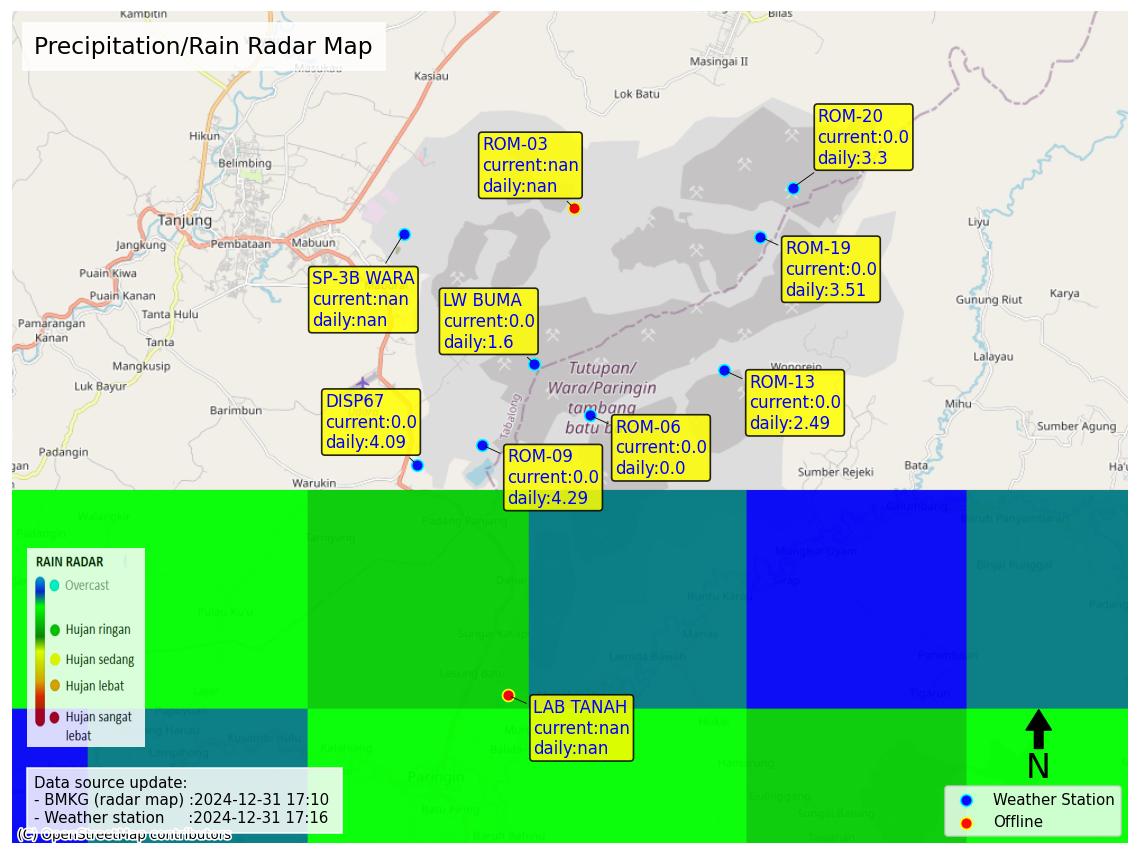 Precipitation/Rain Radar Map
Kambitin
Bilas
Masukau
Kasiau
Masingai II
Lok Batu
ROM-20
current:0.0
daily:3.3
ROM-03
current:nan
daily:nan
Hikun
Belimbing
Tanjung
Jangkung
Pembataan
Mabuun
Liyu
ROM-19
current:0.0
daily:3.51
SP-3B WARA
current:nan
daily:nan
LW BUMA
current:0.0
daily:1.6
Puain Kiwa
Puain Kanan
Tanta Hulu
Pamarangan
Kanan
Tanta
Gunung Riut
Karya
Lalayau
Mangkusip
Luk Bayur
Barimbun
Tutupan/
Wara/Paringin
tambang
batu b
Wonorejo
ROM-13
current:0.0
daily:2.49
DISP67
current:0.0
daily:4.09
Tabalong
ROM-06
current:0.0
daily:0.0
Mihu
Sumber Agung
ROM-09
current:0.0
daily:4.29
Padangin
gan
Warukin
Sumber Rejeki
Bata
Ha'u
Padang Panjang
RAIN RADAR
Overcast
Hujan ringan
Hujan sedang
Hujan lebat
Hujan sangat
lebat
LAB TANAH
current:nan
daily:nan
Paringin
N
Data source update:
- BMKG (radar map) :2024-12-31 17:10
- Weather station :2024-12-31 17:16
Weather Station
Offline
(C) OpenStreetMap contributors